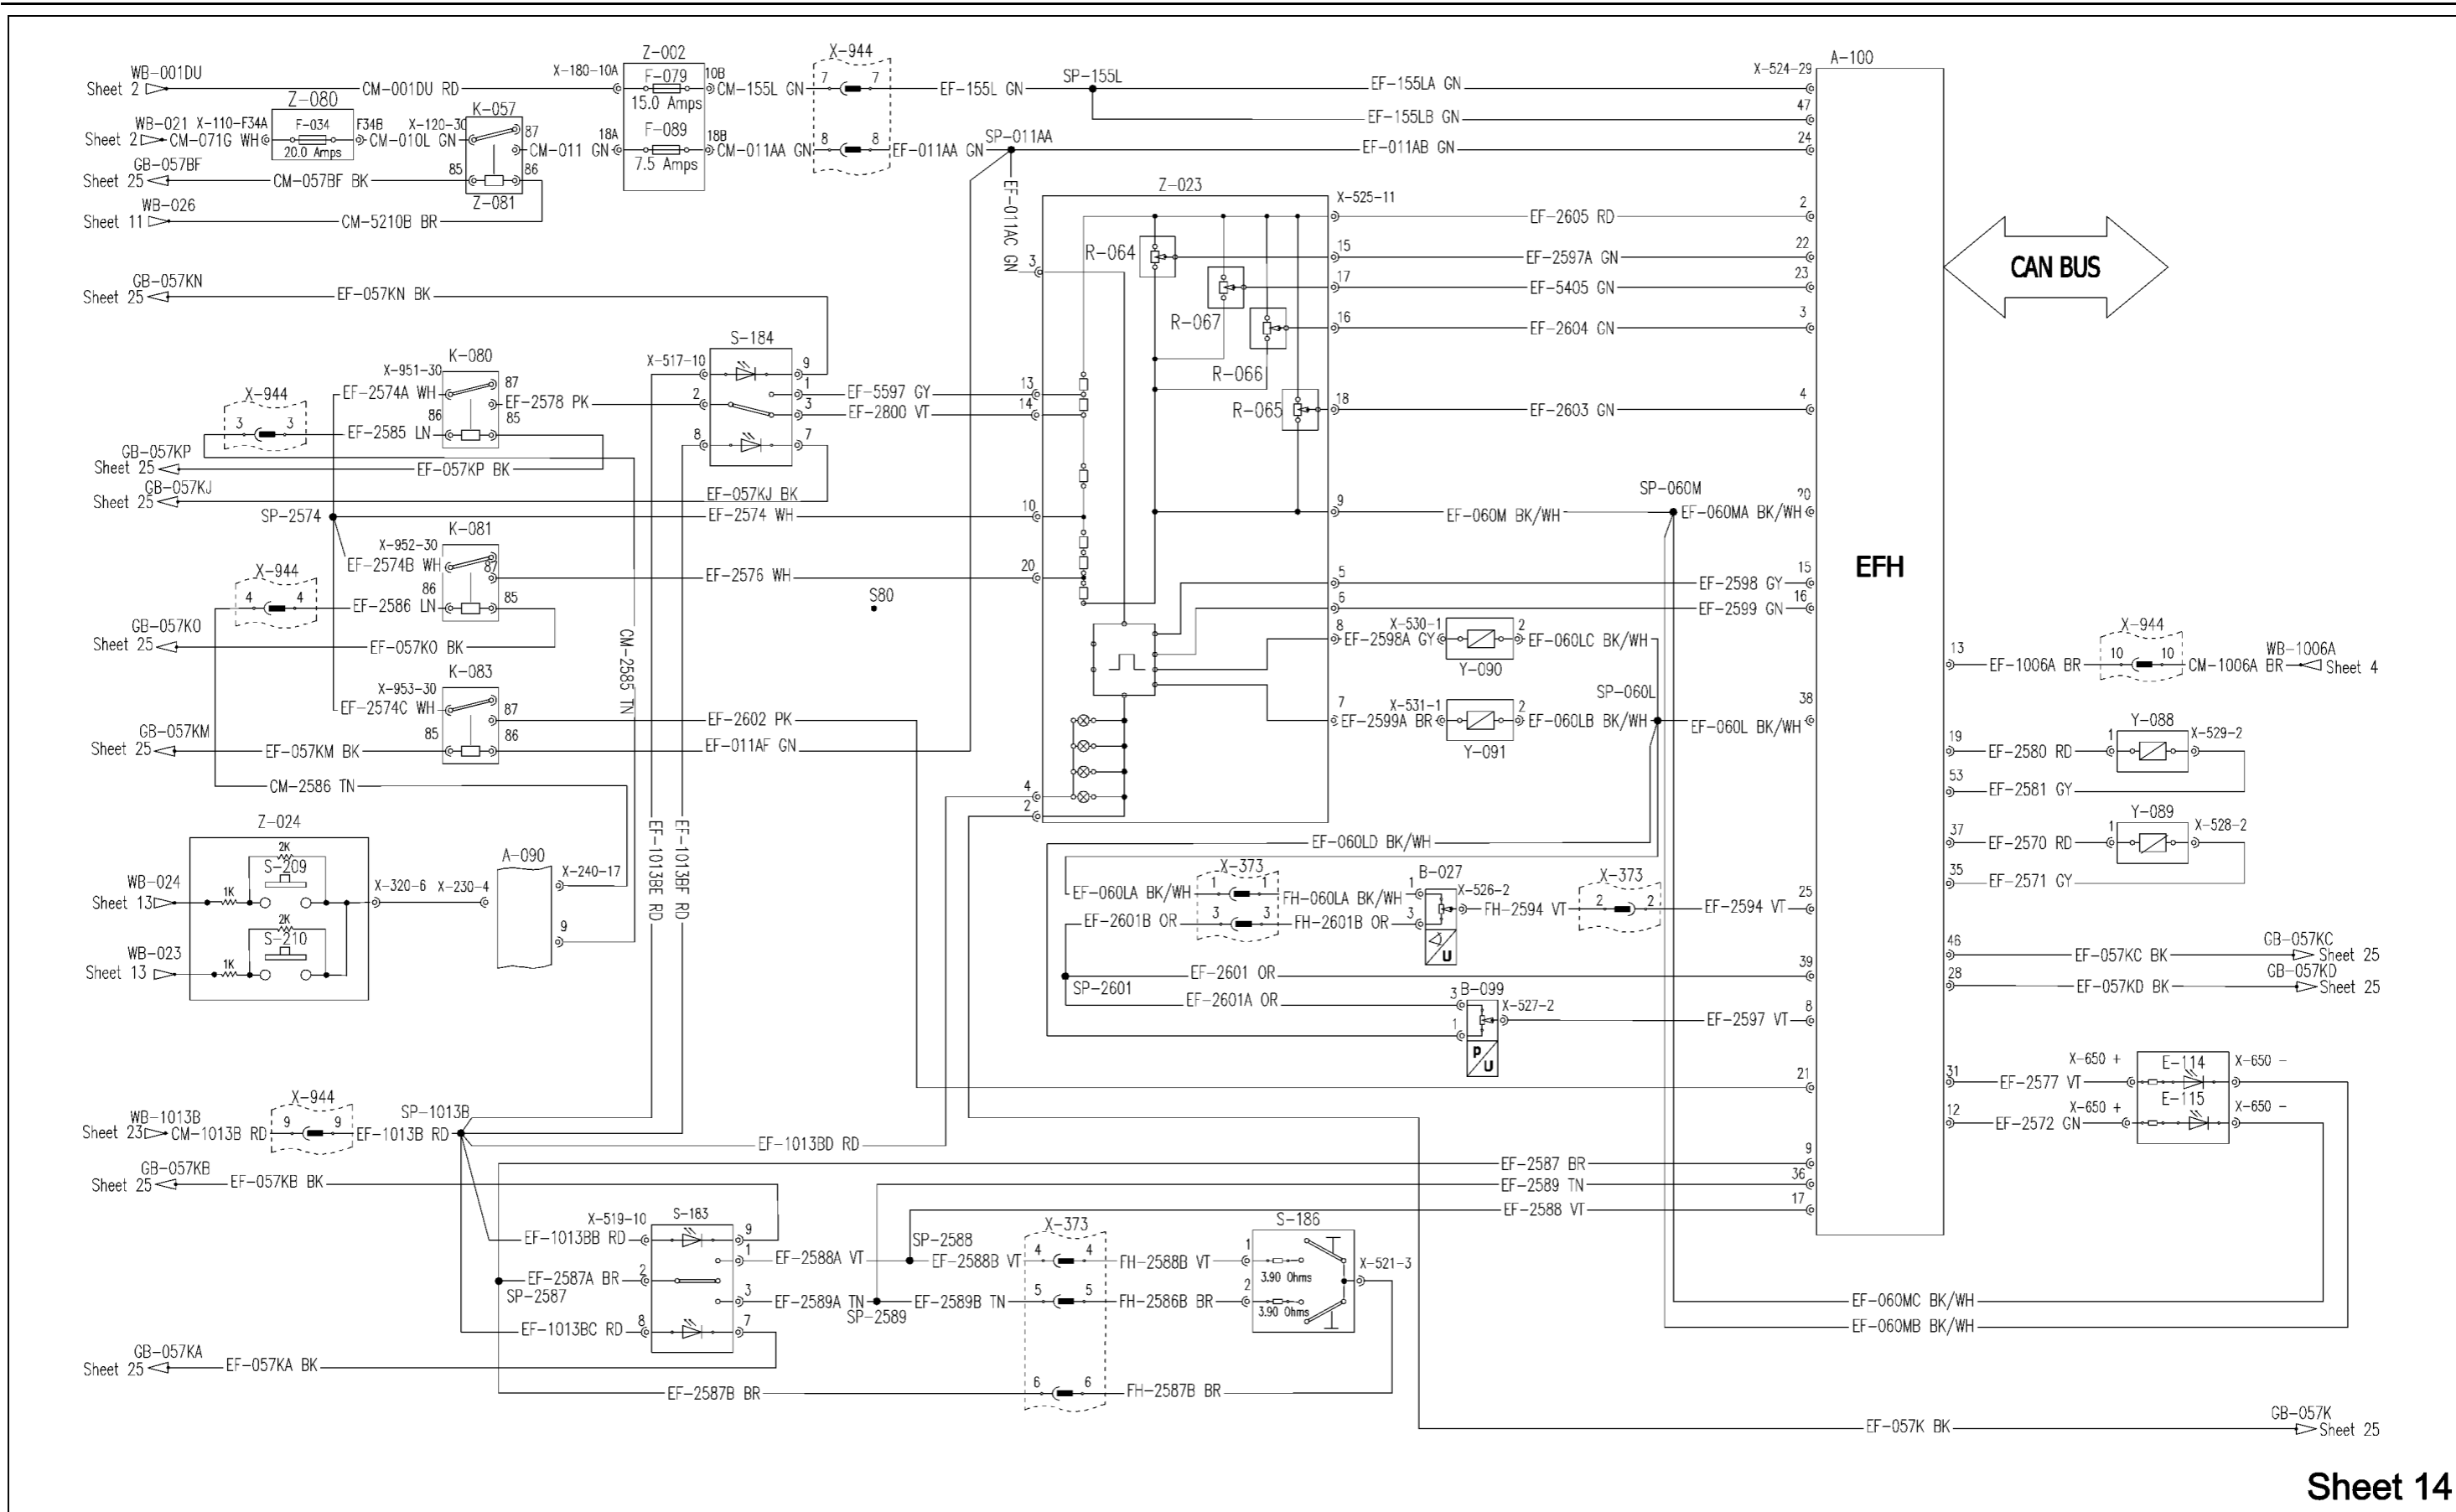 Z-002
X-944
A-100
WB-001DU
Sheet 2
CM-001DU RD
X-180-10A
F-079
10B
15.0 Amps
CM-155L GN
7 7
EF-155L GN
SP-155L
EF-155LA GN
X-524-29
EF-155LB GN
47
Z-080
K-057
WB-021
X-110-F34A
F-034
F34B
X-120-30
Sheet 2
CM-071G WH
20.0 Amps
CM-010L GN
87
CM-011 GN
18A
F-089
18B
7.5 Amps
CM-011AA GN
8 8
EF-011AA GN
SP-011AA
EF-011AB GN
24
GB-057BF
Sheet 25
CM-057BF BK
85
86
Z-081
WB-026
Sheet 11
CM-5210B BR
EF-011AC GN
Z-023
X-525-11
EF-2605 RD
2
R-064
15
EF-2597A GN
22
3
17
EF-5405 GN
23
CAN BUS
R-067
16
EF-2604 GN
3
R-066
R-065
18
EF-2603 GN
4
GB-057KN
Sheet 25
EF-057KN BK
S-184
X-517-10
9
1
EF-5597 GY
13
2
3
EF-2800 VT
14
8
7
K-080
X-951-30
EF-2574A WH
87
EF-2578 PK
86
85
X-944
3 3
EF-2585 LN
GB-057KP
Sheet 25
EF-057KP BK
GB-057KJ
Sheet 25
EF-057KJ BK
SP-2574
EF-2574 WH
10
9
EF-060M BK/WH
SP-060M
EF-060MA BK/WH
20
EFH
K-081
X-952-30
EF-2574B WH
87
EF-2576 WH
20
S80
86
85
X-944
4 4
EF-2586 LN
5
EF-2598 GY
15
6
EF-2599 GN
16
GB-057KO
Sheet 25
EF-057KO BK
CM-2585 TN
8
EF-2598A GY
X-530-1
2
EF-060LC BK/WH
Y-090
K-083
X-953-30
EF-2574C WH
87
EF-2602 PK
85
86
EF-011AF GN
7
EF-2599A BR
X-531-1
2
EF-060LB BK/WH
Y-091
SP-060L
EF-060L BK/WH
38
GB-057KM
Sheet 25
EF-057KM BK
CM-2586 TN
13
EF-1006A BR
X-944
10 10
CM-1006A BR
WB-1006A
Sheet 4
19
EF-2580 RD
1
Y-088
X-529-2
53
EF-2581 GY
37
EF-2570 RD
1
Y-089
X-528-2
35
EF-2571 GY
4
2
Z-024
2K
S-209
WB-024
Sheet 13
1K
2K
S-210
WB-023
Sheet 13
1K
X-320-6
X-230-4
A-090
X-240-17
9
EF-1013BE RD
EF-1013BF RD
EF-060LD BK/WH
X-373
EF-060LA BK/WH
1 1
FH-060LA BK/WH
1
B-027
X-526-2
FH-2594 VT
X-373
2 2
EF-2594 VT
25
EF-2601B OR
3 3
FH-2601B OR
3
U
EF-2601 OR
39
SP-2601
EF-2601A OR
3
B-099
X-527-2
EF-2597 VT
8
1
P
U
46
EF-057KC BK
GB-057KC
Sheet 25
28
EF-057KD BK
GB-057KD
Sheet 25
21
31
EF-2577 VT
X-650 +
E-114
X-650 -
12
EF-2572 GN
X-650 +
E-115
X-650 -
WB-1013B
Sheet 23
CM-1013B RD
X-944
9 9
EF-1013B RD
SP-1013B
EF-1013BD RD
EF-2587 BR
9
EF-2589 TN
36
EF-2588 VT
17
GB-057KB
Sheet 25
EF-057KB BK
X-519-10
S-183
EF-1013BB RD
9
1
EF-2588A VT
SP-2588
EF-2588B VT
X-373
4 4
FH-2588B VT
1
S-186
3.90 Ohms
X-521-3
EF-2587A BR
2
SP-2587
3
EF-2589A TN
SP-2589
EF-2589B TN
5 5
FH-2586B BR
2
3.90 Ohms
EF-1013BC RD
8
7
EF-060MC BK/WH
EF-060MB BK/WH
GB-057KA
Sheet 25
EF-057KA BK
EF-2587B BR
6 6
FH-2587B BR
EF-057K BK
GB-057K
Sheet 25
Sheet 14